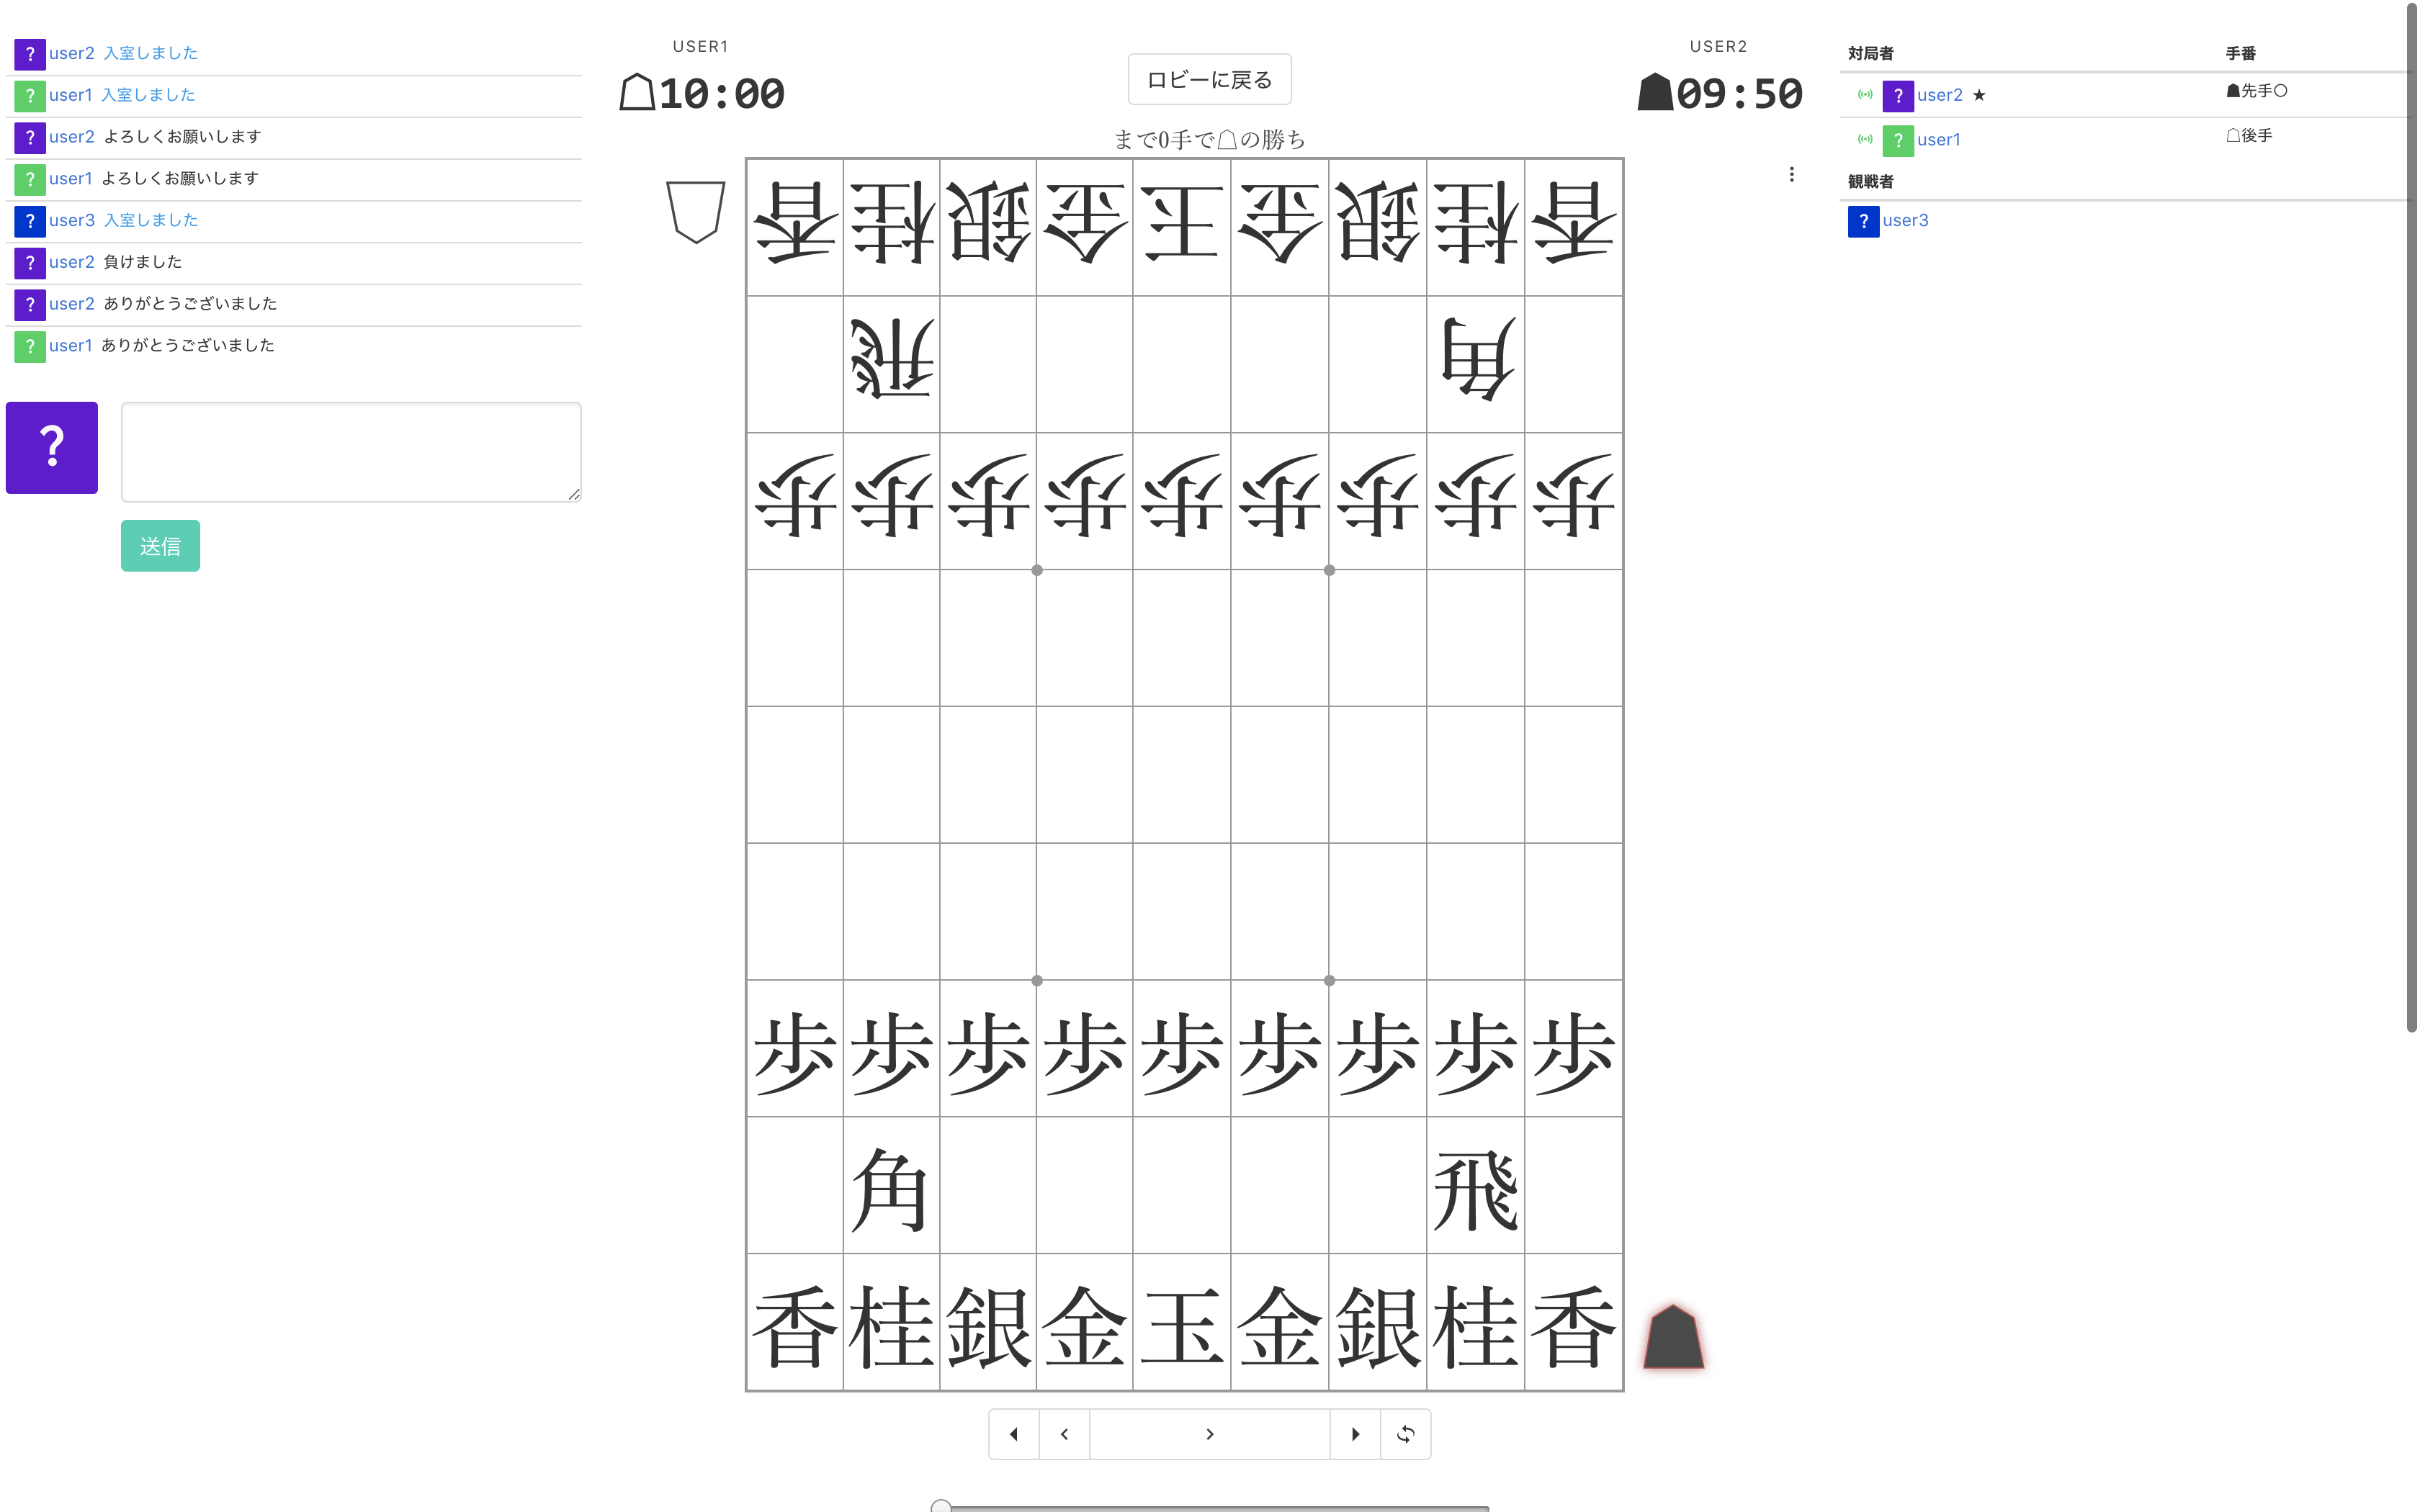 ? user2 入室しました
? user1 入室しました
? user2 よろしくお願いします
? user1 よろしくお願いします
? user3 入室しました
? user2 負けました
? user2 ありがとうございました
? user1 ありがとうございました
?
送信
USER1
☖10:00
ロビーに戻る
USER2
☗09:50
まで0手で☖の勝ち
香桂銀金玉金銀桂香
飛角
歩歩歩歩歩歩歩歩歩
歩歩歩歩歩歩歩歩歩
角飛
香桂銀金玉金銀桂香
対局者 手番
? user2 ★ ☗先手○
? user1 ☖後手
観戦者
? user3